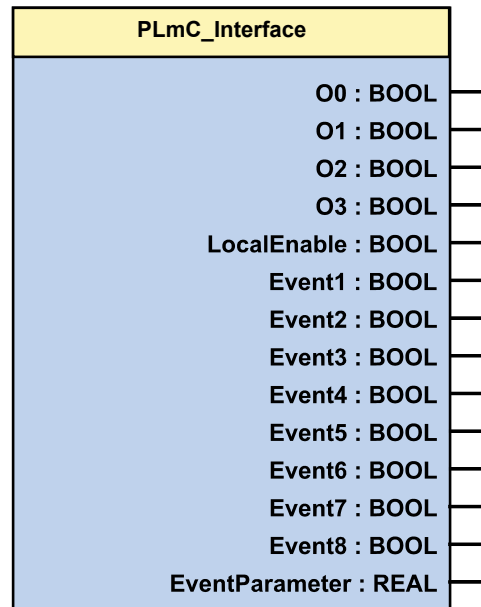 PLmC_Interface
O0 : BOOL
O1 : BOOL
O2 : BOOL
O3 : BOOL
LocalEnable : BOOL
Event1 : BOOL
Event2 : BOOL
Event3 : BOOL
Event4 : BOOL
Event5 : BOOL
Event6 : BOOL
Event7 : BOOL
Event8 : BOOL
EventParameter : REAL